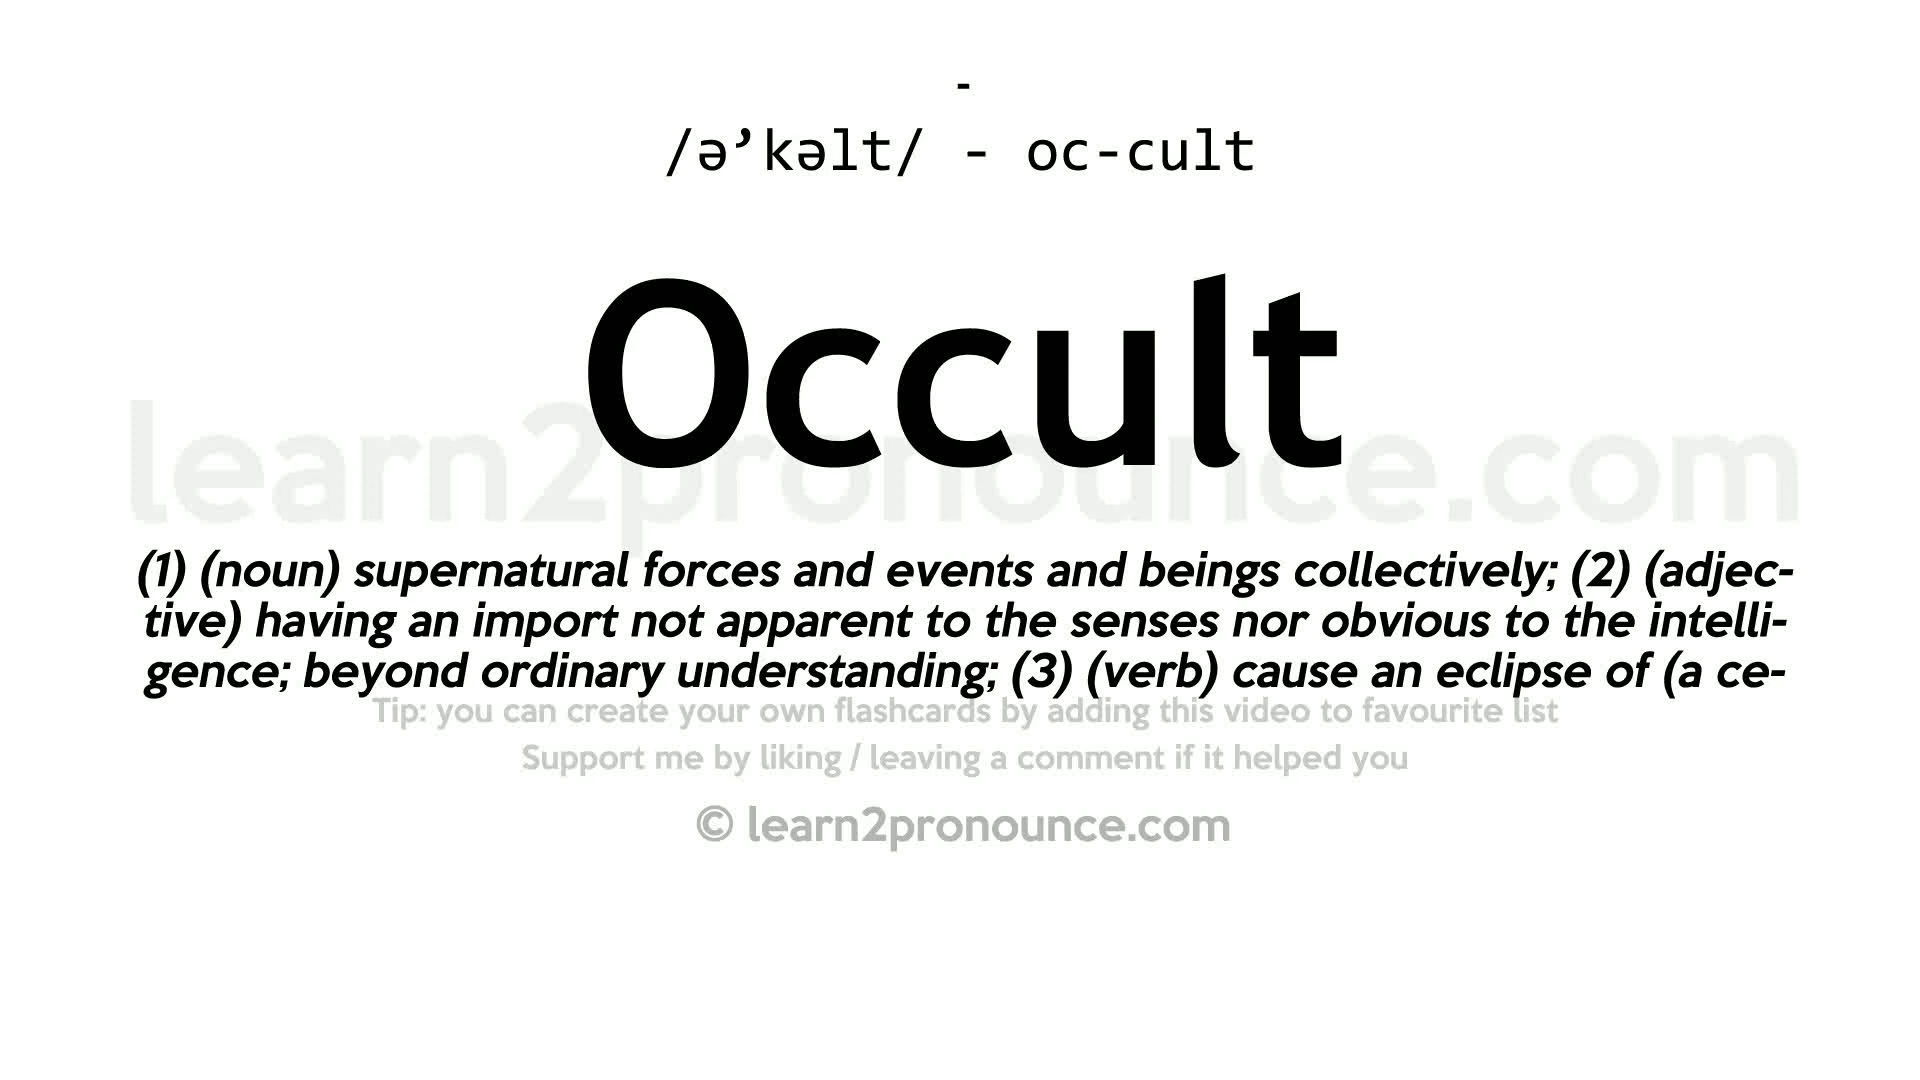 -
/ə’kəlt/ - oc-cult
Occult
learn2pronounce.com
(1) (noun) supernatural forces and events and beings collectively; (2) (adjec-
tive) having an import not apparent to the senses nor obvious to the intelli-
gence; beyond ordinary understanding; (3) (verb) cause an eclipse of (a ce-
Tip: you can create your own flashcards by adding this video to favourite list
Support me by liking / leaving a comment if it helped you
© learn2pronounce.com